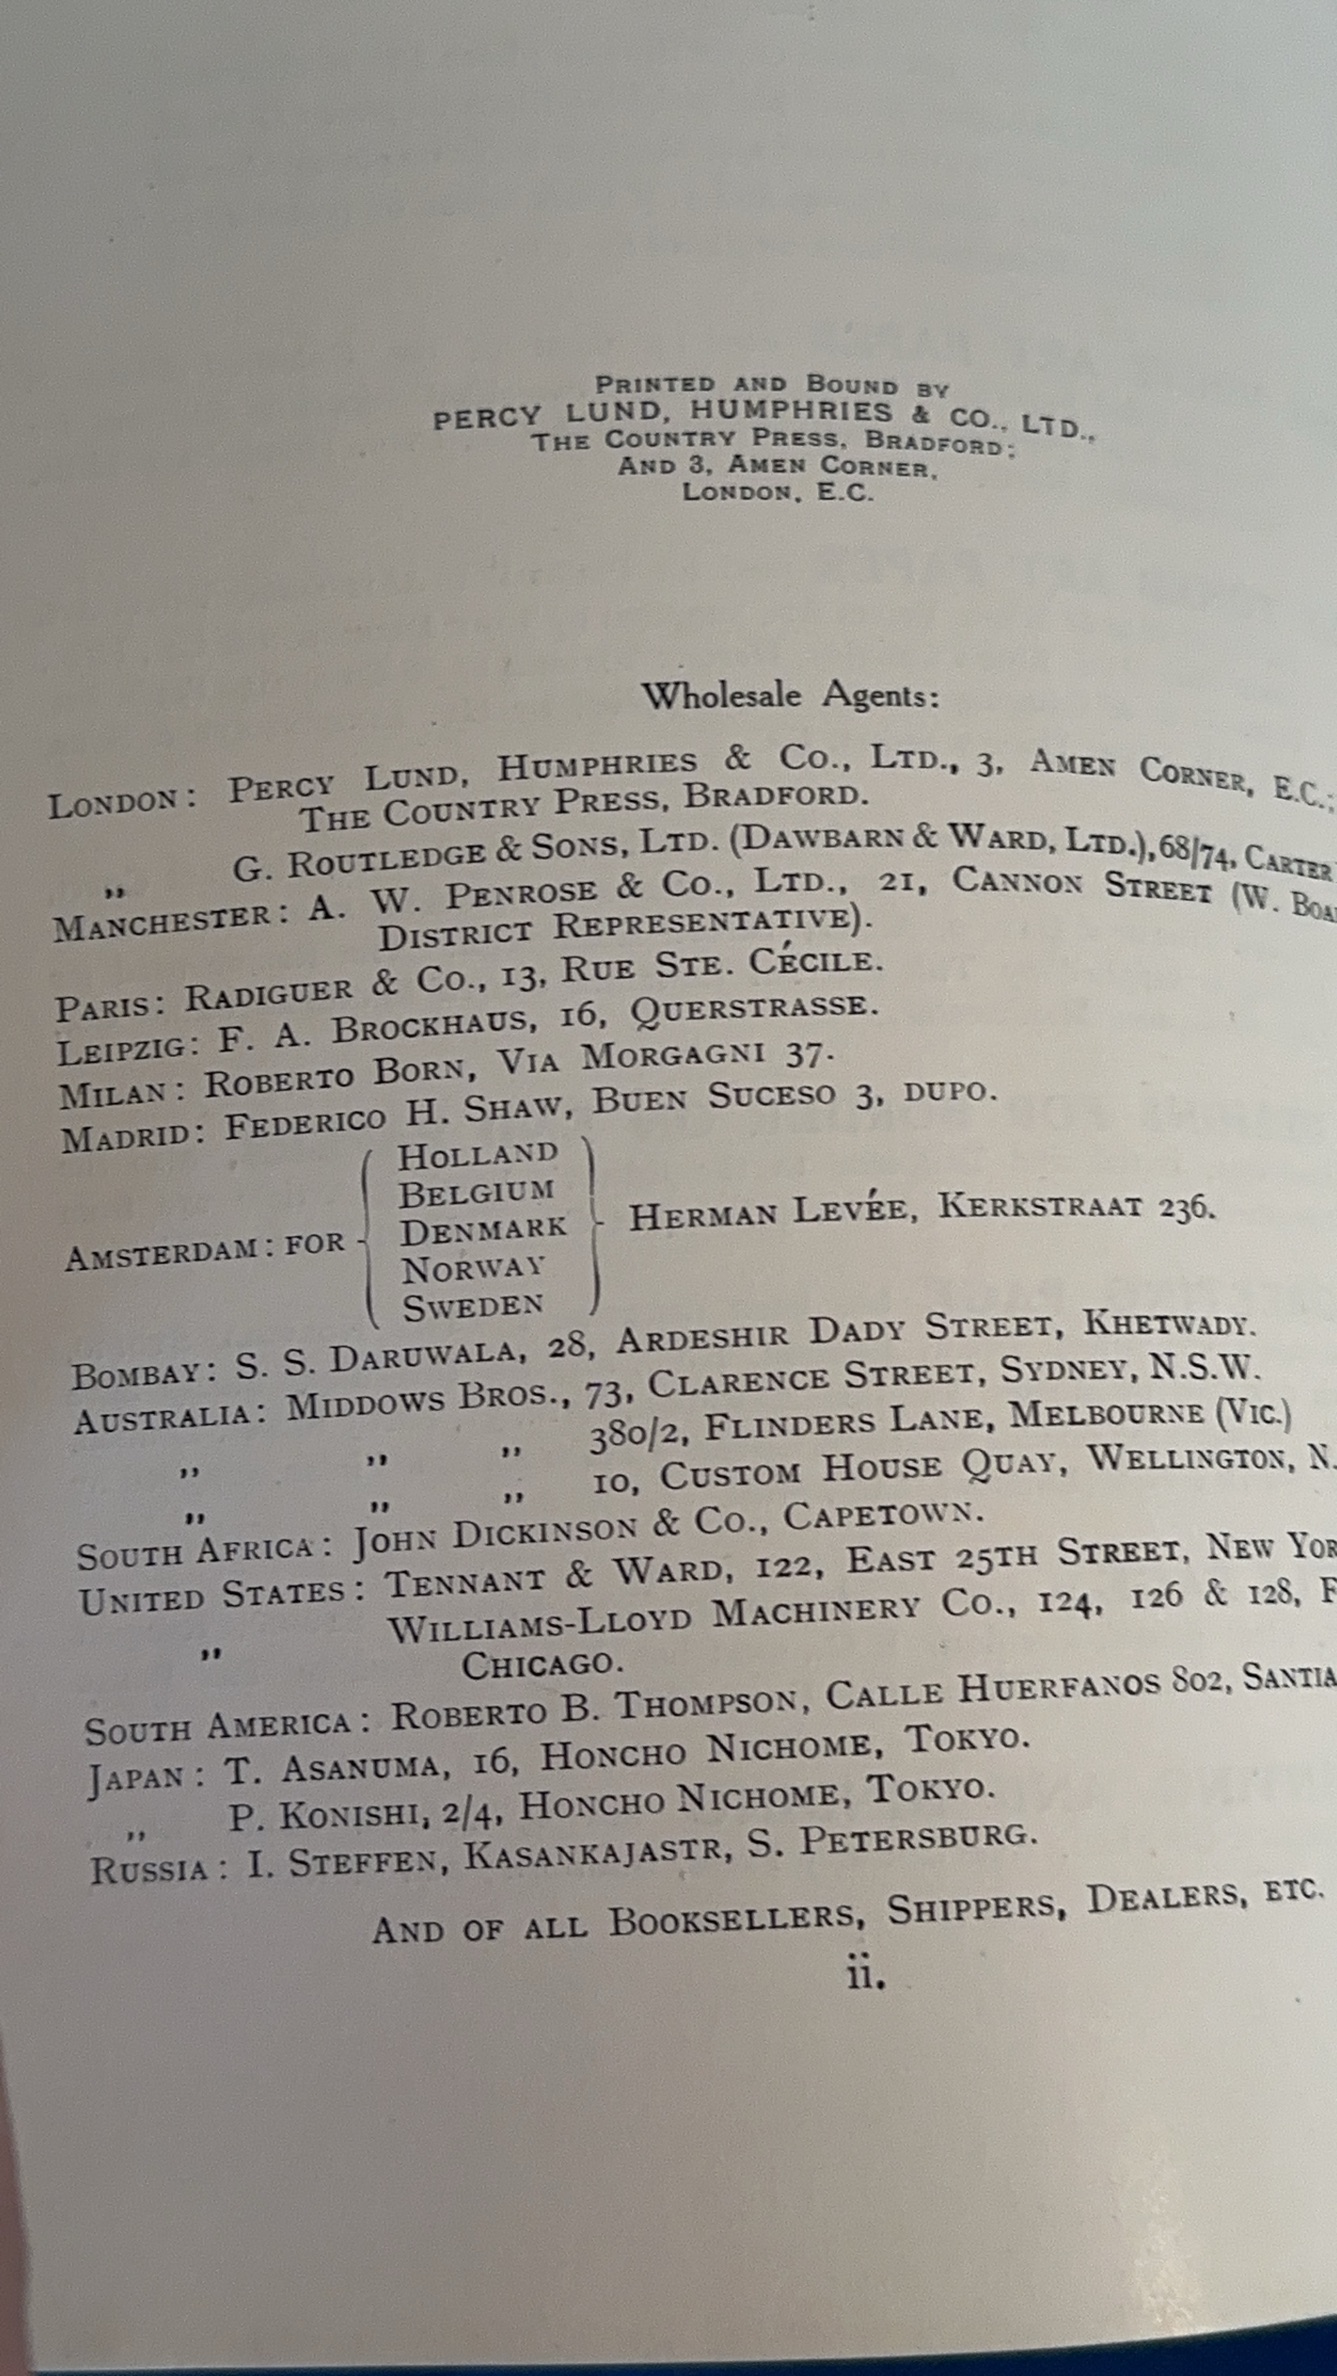 PRINTED AND BOUND BY
PERCY LUND, HUMPHRIES & CO., LTD.,
THE COUNTRY PRESS, BRADFORD;
AND 3, AMEN CORNER,
LONDON, E.C.
Wholesale Agents:
LONDON: PERCY LUND, HUMPHRIES & CO., LTD., 3, AMEN CORNER, E.C.;
THE COUNTRY PRESS, BRADFORD.
,, G. ROUTLEDGE & SONS, LTD. (DAWBARN & WARD, LTD.), 68/74, CARTER
MANCHESTER: A. W. PENROSE & CO., LTD., 21, CANNON STREET (W.
DISTRICT REPRESENTATIVE).
PARIS: RADIGUER & CO., 13, RUE STE. CÉCILE.
LEIPZIG: F. A. BROCKHAUS, 16, QUERSTRASSE.
MILAN: ROBERTO BORN, VIA MORGAGNI 37.
MADRID: FEDERICO H. SHAW, BUEN SUCESO 3, DUPO.
HOLLAND
BELGIUM
AMSTERDAM: FOR DENMARK HERMAN LEVÉE, KERKSTRAAT 236.
NORWAY
SWEDEN
BOMBAY: S. S. DARUWALA, 28, ARDESHIR DADY STREET, KHETWADY.
AUSTRALIA: MIDDOWS BROS., 73, CLARENCE STREET, SYDNEY, N.S.W.
,, ,, ,, 380/2, FLINDERS LANE, MELBOURNE (VIC.)
,, ,, ,, 10, CUSTOM HOUSE QUAY, WELLINGTON, N.
SOUTH AFRICA: JOHN DICKINSON & CO., CAPETOWN.
UNITED STATES: TENNANT & WARD, 122, EAST 25TH STREET, NEW
,, WILLIAMS-LLOYD MACHINERY CO., 124, 126 & 128,
CHICAGO.
SOUTH AMERICA: ROBERTO B. THOMPSON, CALLE HUERFANOS 802,
JAPAN: T. ASANUMA, 16, HONCHO NICHOME, TOKYO.
,, P. KONISHI, 2/4, HONCHO NICHOME, TOKYO.
RUSSIA: I. STEFFEN, KASANKAJASTR, S. PETERSBURG.
AND OF ALL BOOKSELLERS, SHIPPERS, DEALERS, ETC.
ii.